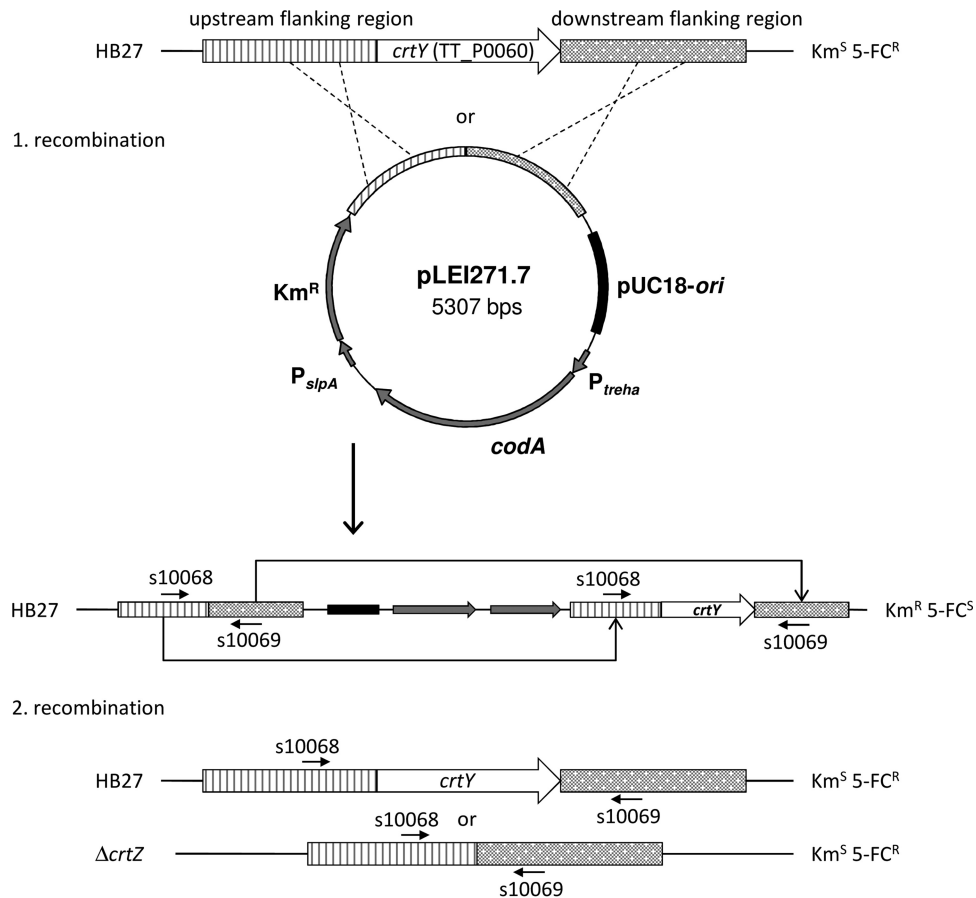 upstream flanking region downstream flanking region
HB27 crtY (TT_P0060) Km^S 5-FC^R
or
1. recombination
pLEI271.7
5307 bps
Km^R pUC18-ori
P_slpA P_treha
codA
s10068 s10068
HB27 crtY Km^R 5-FC^S
s10069 s10069
2. recombination
s10068
HB27 crtY Km^S 5-FC^R
s10069
s10068 or
ΔcrtZ Km^S 5-FC^R
s10069